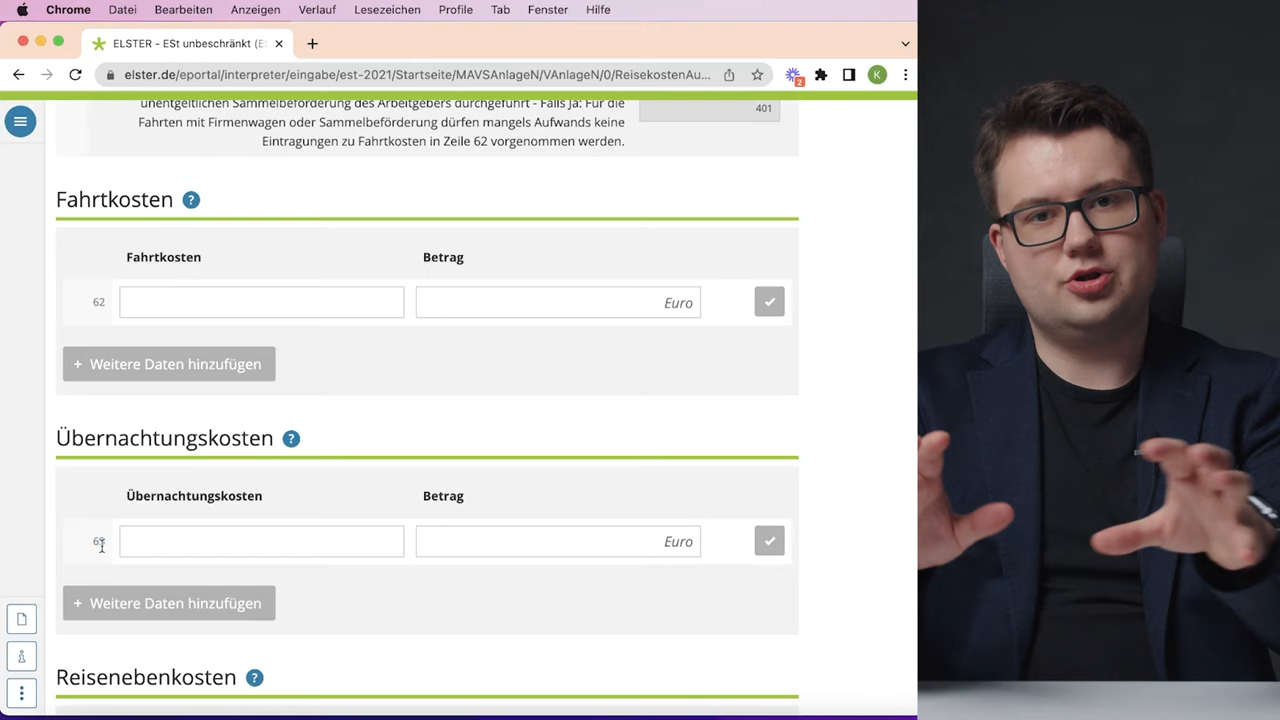 Chrome Datei Bearbeiten Anzeigen Verlauf Lesezeichen Profile Tab Fenster Hilfe
ELSTER - ESt unbeschränkt (E
elster.de/eportal/interpreter/eingabe/est-2021/Startseite/MAVSAnlageN/VAnlageN/0/ReisekostenAu...
2
K
unentgeltlichen Sammelbeförderung des Arbeitgebers durchgeführt - Falls Ja: Für die
401
Fahrten mit Firmenwagen oder Sammelbeförderung dürfen mangels Aufwands keine
Eintragungen zu Fahrtkosten in Zeile 62 vorgenommen werden.
Fahrtkosten ?
Fahrtkosten Betrag
62 Euro
+ Weitere Daten hinzufügen
Übernachtungskosten ?
Übernachtungskosten Betrag
Euro
+ Weitere Daten hinzufügen
Reisenebenkosten ?